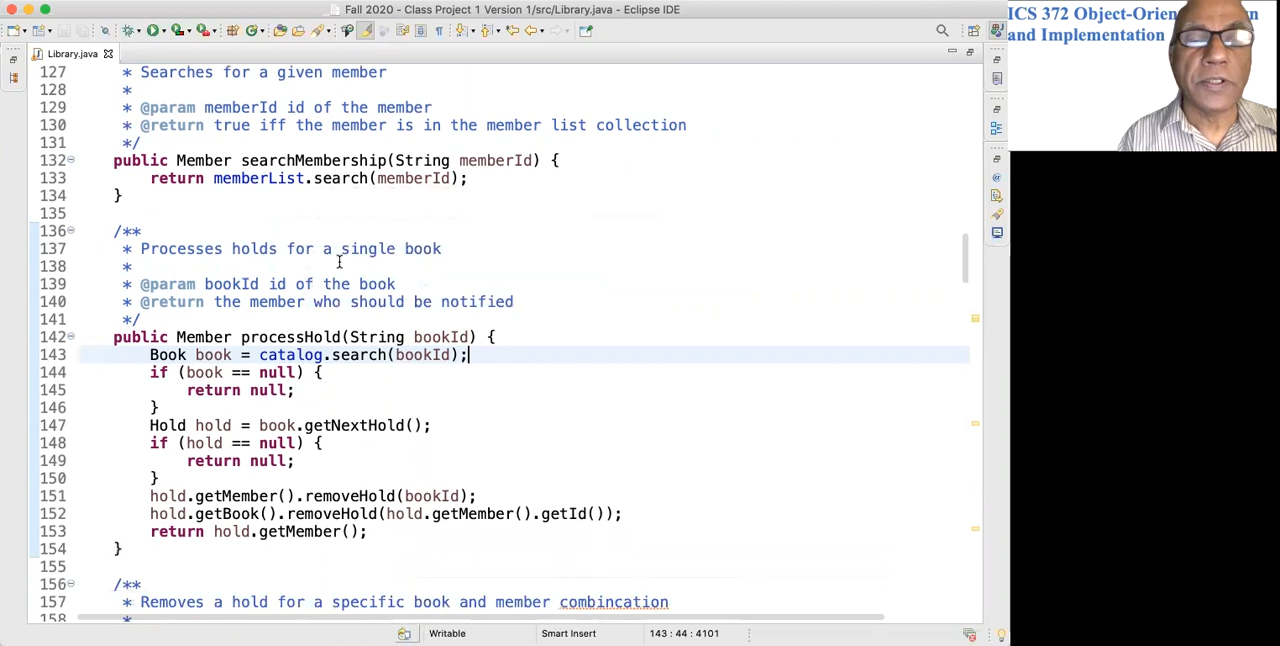 Fall 2020 - Class Project 1 Version 1/src/Library.java - Eclipse IDE
ICS 372 Object-Orien
n
and Implementation
Library.java
127 * Searches for a given member
128 *
129 * @param memberId id of the member
130 * @return true iff the member is in the member list collection
131 */
132 public Member searchMembership(String memberId) {
133 return memberList.search(memberId);
134 }
135
136 /**
137 * Processes holds for a single book
138 *
139 * @param bookId id of the book
140 * @return the member who should be notified
141 */
142 public Member processHold(String bookId) {
143 Book book = catalog.search(bookId);
144 if (book == null) {
145 return null;
146 }
147 Hold hold = book.getNextHold();
148 if (hold == null) {
149 return null;
150 }
151 hold.getMember().removeHold(bookId);
152 hold.getBook().removeHold(hold.getMember().getId());
153 return hold.getMember();
154 }
155
156 /**
157 * Removes a hold for a specific book and member combincation
158 *
Writable Smart Insert 143 : 44 : 4101